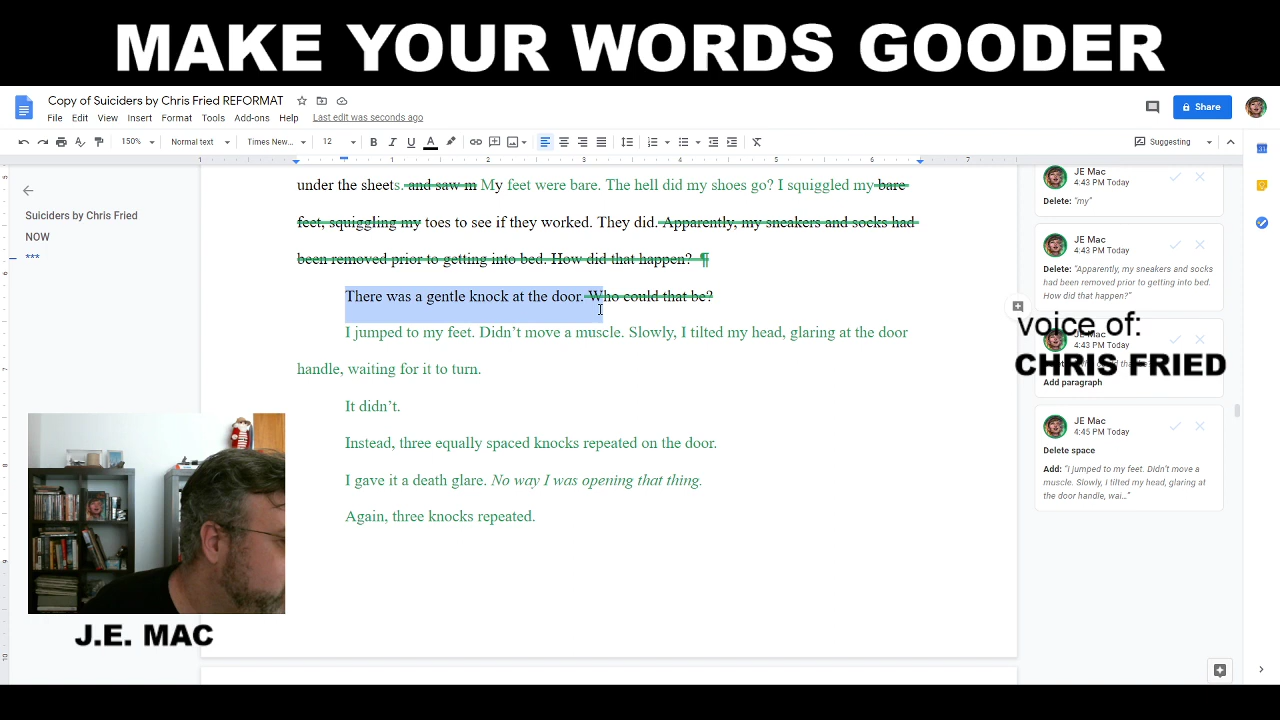 MAKE YOUR WORDS GOODER
Copy of Suiciders by Chris Fried REFORMAT
File Edit View Insert Format Tools Add-ons Help Last edit was seconds ago
Share
150% Normal text Times New... 12 B I U A Suggesting
1 1 2 3 4 5 6 7
Suiciders by Chris Fried
NOW
***
under the sheets. and saw m My feet were bare. The hell did my shoes go? I squiggled my bare
feet, squiggling my toes to see if they worked. They did. Apparently, my sneakers and socks had
been removed prior to getting into bed. How did that happen? ¶
There was a gentle knock at the door. Who could that be?
I jumped to my feet. Didn't move a muscle. Slowly, I tilted my head, glaring at the door
handle, waiting for it to turn.
It didn't.
Instead, three equally spaced knocks repeated on the door.
I gave it a death glare. No way I was opening that thing.
Again, three knocks repeated.
JE Mac
4:43 PM Today
Delete: "my"
JE Mac
4:43 PM Today
Delete: "Apparently, my sneakers and socks
had been removed prior to getting into bed.
How did that happen?"
voice of:
CHRIS FRIED
JE Mac
4:43 PM Today
Add paragraph
JE Mac
4:45 PM Today
Delete space
Add: "I jumped to my feet. Didn't move a
muscle. Slowly, I tilted my head, glaring at
the door handle, wai..."
J.E. MAC